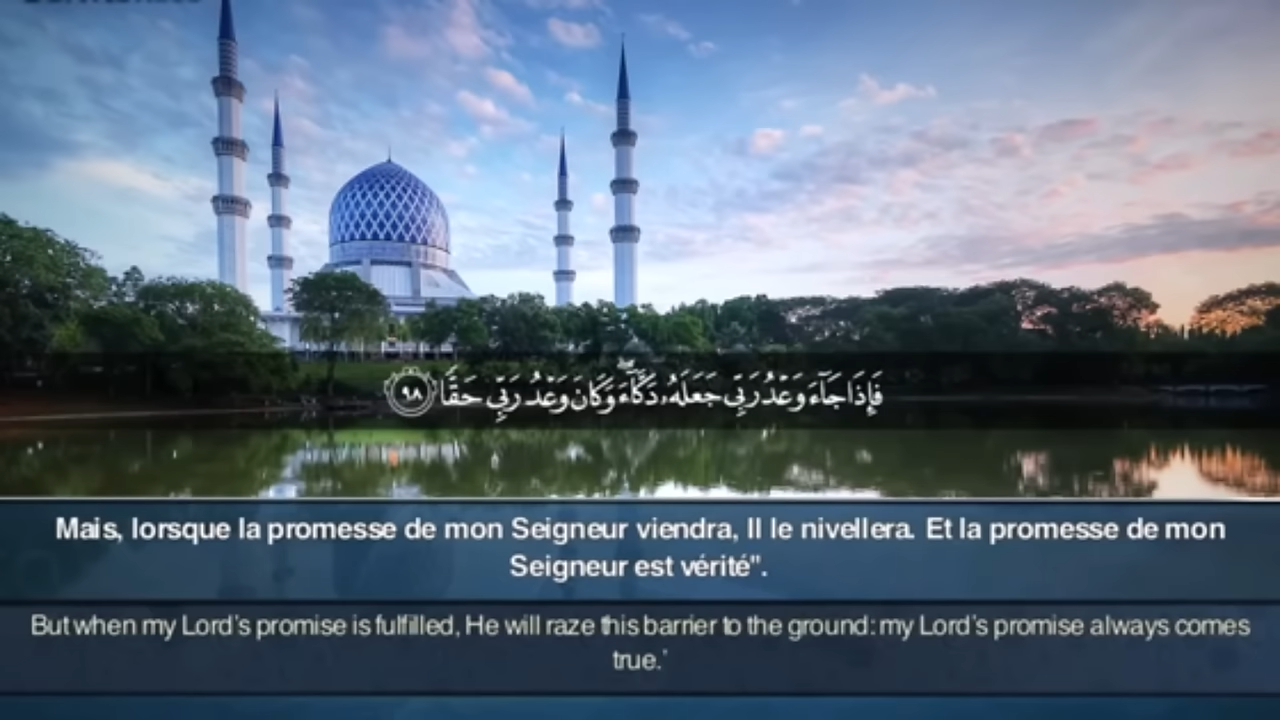 فَإِذَا جَآءَ وَعْدُ رَبِّى جَعَلَهُۥ دَكَّآءَ ۖ وَكَانَ وَعْدُ رَبِّى حَقًّا ٩٨
Mais, lorsque la promesse de mon Seigneur viendra, Il le nivellera. Et la promesse de mon
Seigneur est vérité".
But when my Lord's promise is fulfilled, He will raze this barrier to the ground: my Lord's promise always comes
true.'